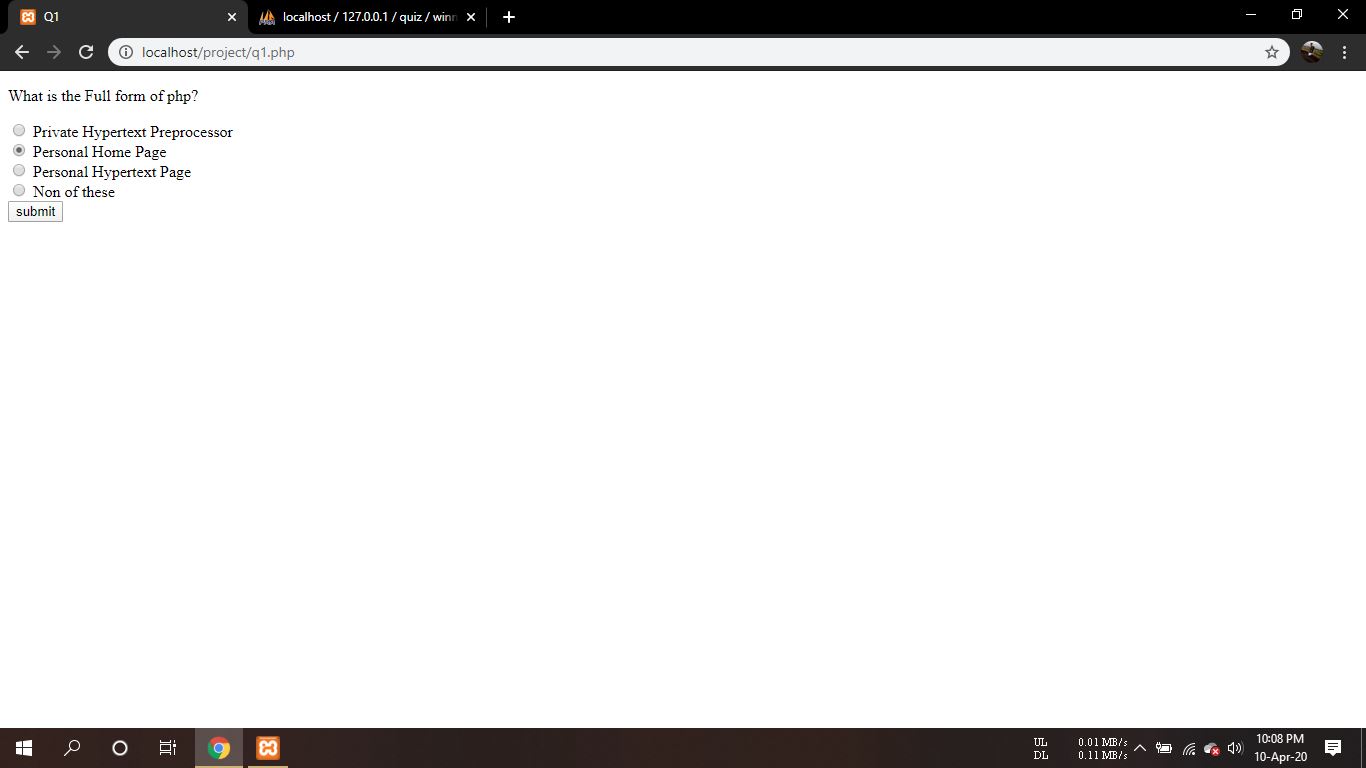 Q1
localhost / 127.0.0.1 / quiz / winn
localhost/project/q1.php
What is the Full form of php?
Private Hypertext Preprocessor
Personal Home Page
Personal Hypertext Page
Non of these
submit
UL 0.01 MB/s
DL 0.11 MB/s
10:08 PM
10-Apr-20